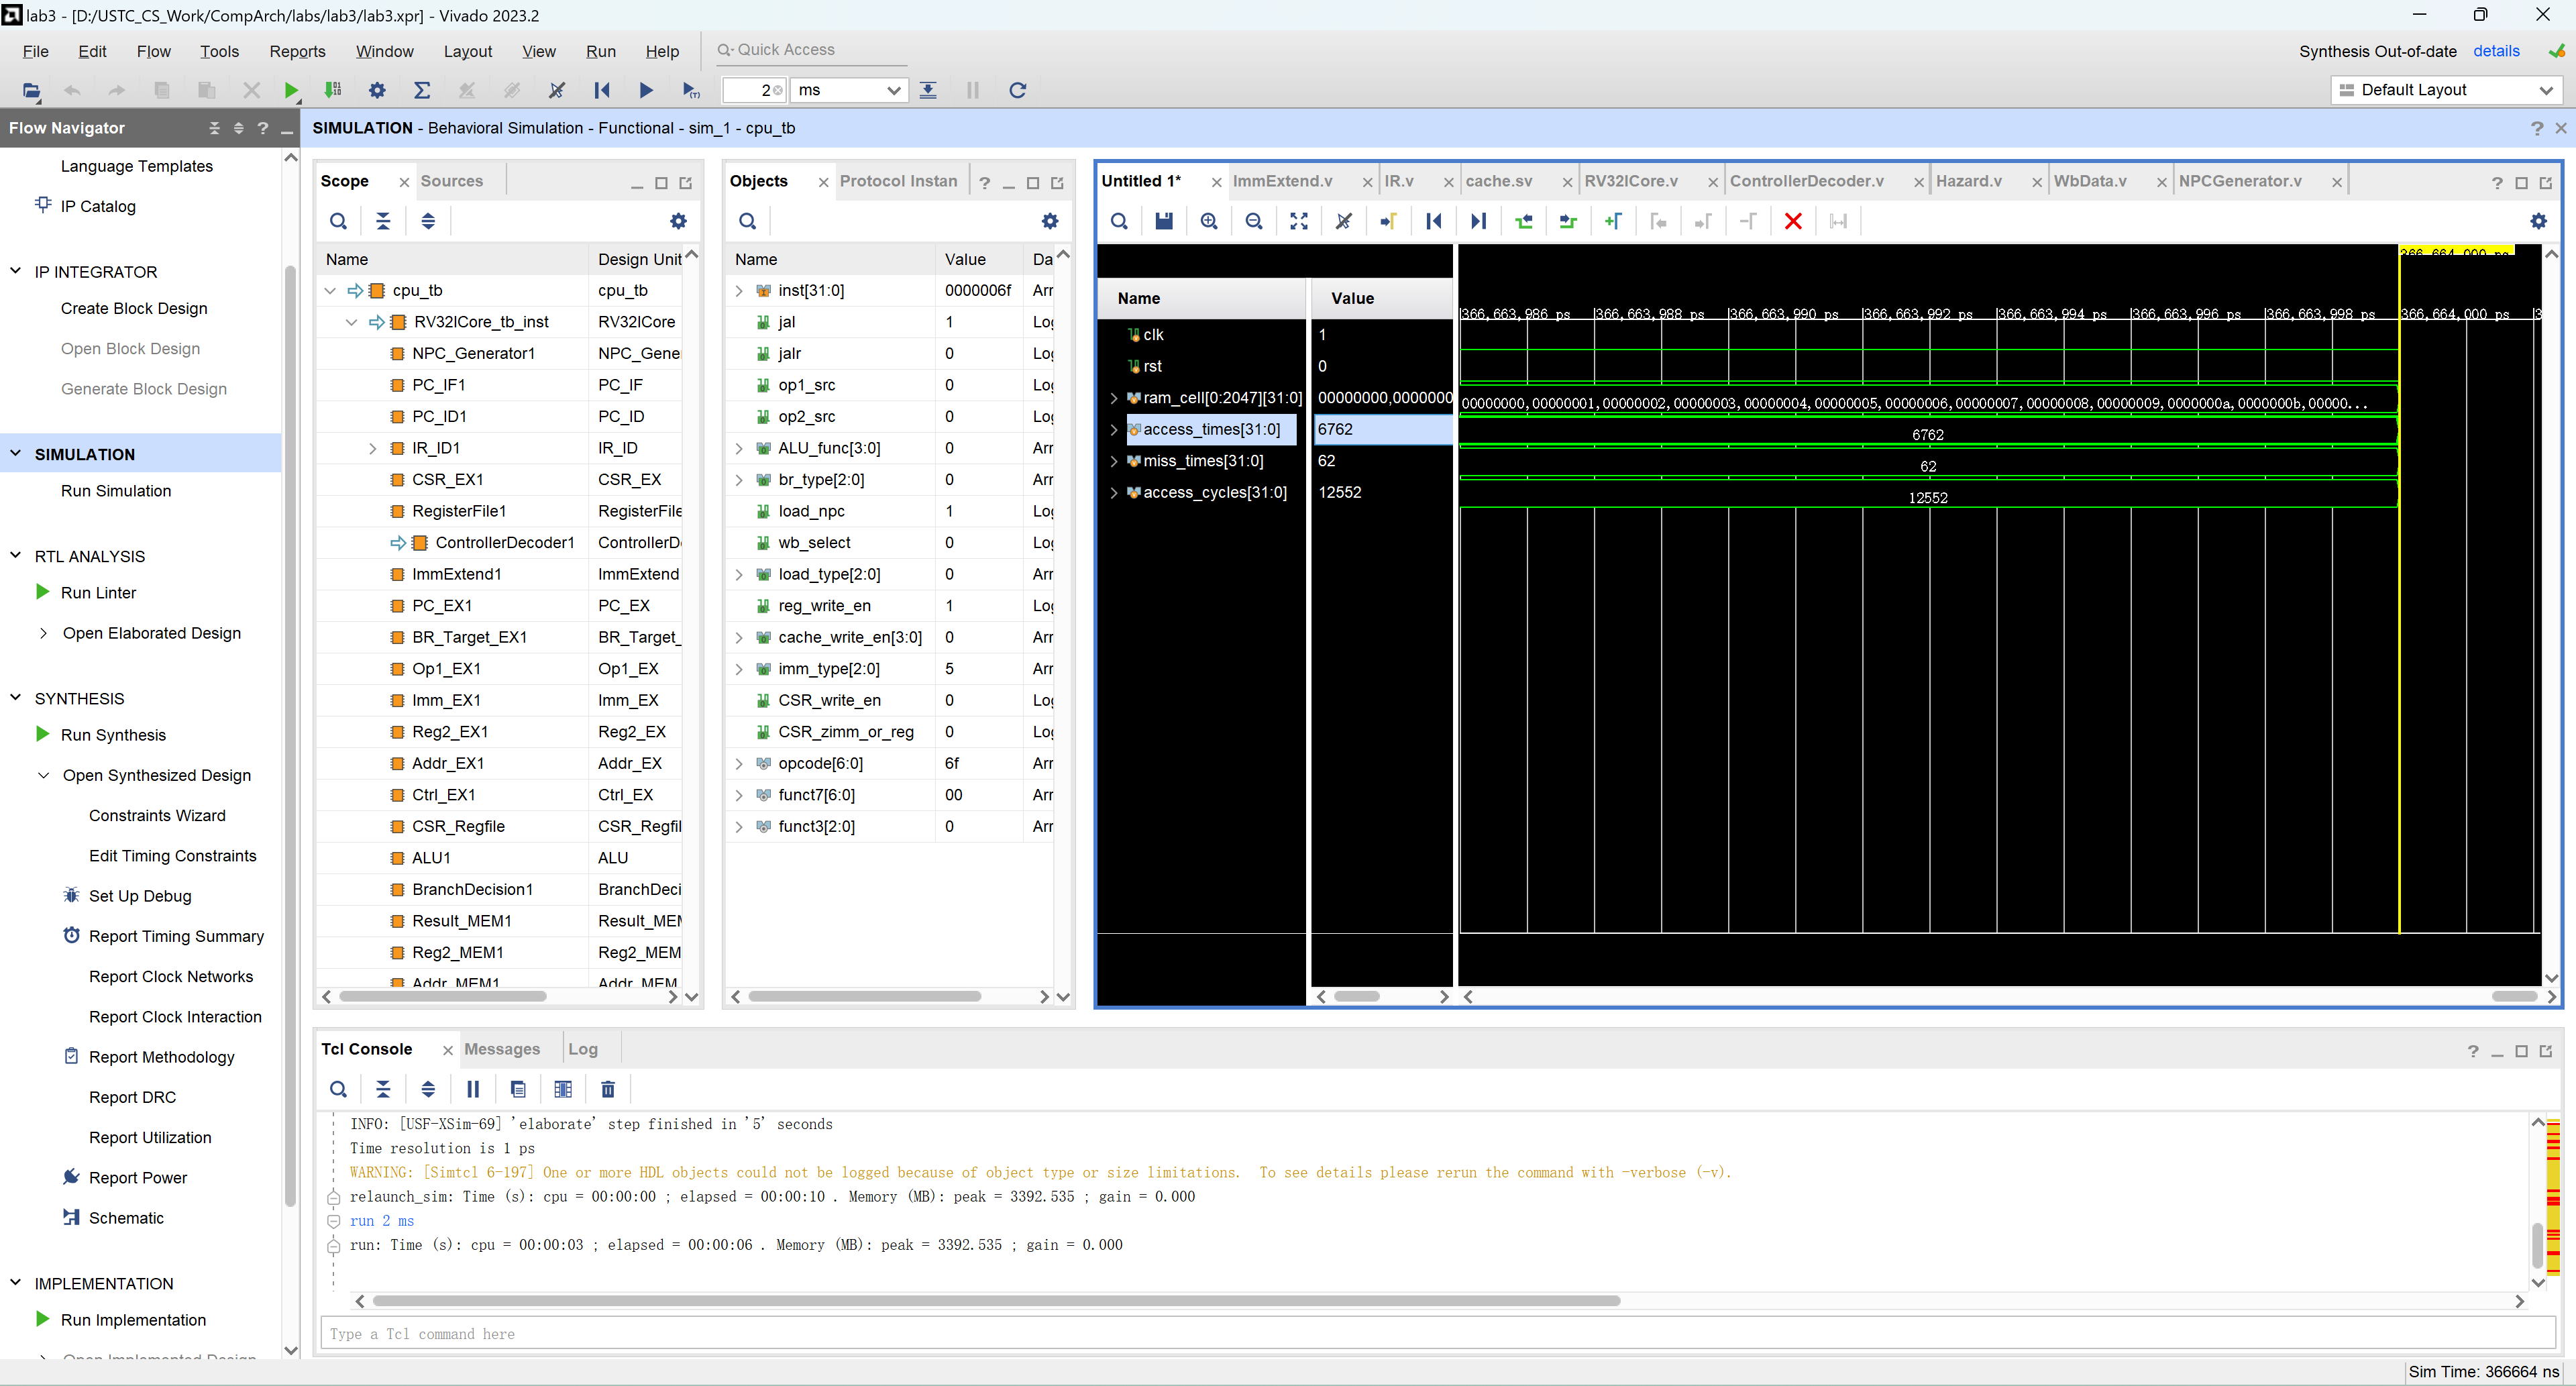 lab3 - [D:/USTC_CS_Work/CompArch/labs/lab3/lab3.xpr] - Vivado 2023.2
File Edit Flow Tools Reports Window Layout View Run Help Quick Access
Synthesis Out-of-date details
2 ms
Default Layout
Flow Navigator
SIMULATION - Behavioral Simulation - Functional - sim_1 - cpu_tb
Language Templates
IP Catalog
IP INTEGRATOR
Create Block Design
Open Block Design
Generate Block Design
SIMULATION
Run Simulation
RTL ANALYSIS
Run Linter
Open Elaborated Design
SYNTHESIS
Run Synthesis
Open Synthesized Design
Constraints Wizard
Edit Timing Constraints
Set Up Debug
Report Timing Summary
Report Clock Networks
Report Clock Interaction
Report Methodology
Report DRC
Report Utilization
Report Power
Schematic
IMPLEMENTATION
Run Implementation
Open Implemented Design
Scope Sources
Name Design Unit
cpu_tb cpu_tb
RV32ICore_tb_inst RV32ICore
NPC_Generator1 NPC_Gene
PC_IF1 PC_IF
PC_ID1 PC_ID
IR_ID1 IR_ID
CSR_EX1 CSR_EX
RegisterFile1 RegisterFile
ControllerDecoder1 ControllerD
ImmExtend1 ImmExtend
PC_EX1 PC_EX
BR_Target_EX1 BR_Target_
Op1_EX1 Op1_EX
Imm_EX1 Imm_EX
Reg2_EX1 Reg2_EX
Addr_EX1 Addr_EX
Ctrl_EX1 Ctrl_EX
CSR_Regfile CSR_Regfil
ALU1 ALU
BranchDecision1 BranchDeci
Result_MEM1 Result_MEM
Reg2_MEM1 Reg2_MEM
Addr_MEM1 Addr_MEM
Objects Protocol Instan
Name Value Da
inst[31:0] 0000006f Arr
jal 1 Log
jalr 0 Log
op1_src 0 Log
op2_src 0 Log
ALU_func[3:0] 0 Arr
br_type[2:0] 0 Arr
load_npc 1 Log
wb_select 0 Log
load_type[2:0] 0 Arr
reg_write_en 1 Log
cache_write_en[3:0] 0 Arr
imm_type[2:0] 5 Arr
CSR_write_en 0 Log
CSR_zimm_or_reg 0 Log
opcode[6:0] 6f Arr
funct7[6:0] 00 Arr
funct3[2:0] 0 Arr
Untitled 1* ImmExtend.v IR.v cache.sv RV32ICore.v ControllerDecoder.v Hazard.v WbData.v NPCGenerator.v
366,664,000 ps
Name Value
366,663,986 ps 366,663,988 ps 366,663,990 ps 366,663,992 ps 366,663,994 ps 366,663,996 ps 366,663,998 ps 366,664,000 ps
clk 1
rst 0
ram_cell[0:2047][31:0] 00000000,0000000 00000000,00000001,00000002,00000003,00000004,00000005,00000006,00000007,00000008,00000009,0000000a,0000000b,00000...
access_times[31:0] 6762 6762
miss_times[31:0] 62 62
access_cycles[31:0] 12552 12552
Tcl Console Messages Log
INFO: [USF-XSim-69] 'elaborate' step finished in '5' seconds
Time resolution is 1 ps
WARNING: [Simtcl 6-197] One or more HDL objects could not be logged because of object type or size limitations.  To see details please rerun the command with -verbose (-v).
relaunch_sim: Time (s): cpu = 00:00:00 ; elapsed = 00:00:10 . Memory (MB): peak = 3392.535 ; gain = 0.000
run 2 ms
run: Time (s): cpu = 00:00:03 ; elapsed = 00:00:06 . Memory (MB): peak = 3392.535 ; gain = 0.000
Type a Tcl command here
Sim Time: 366664 ns